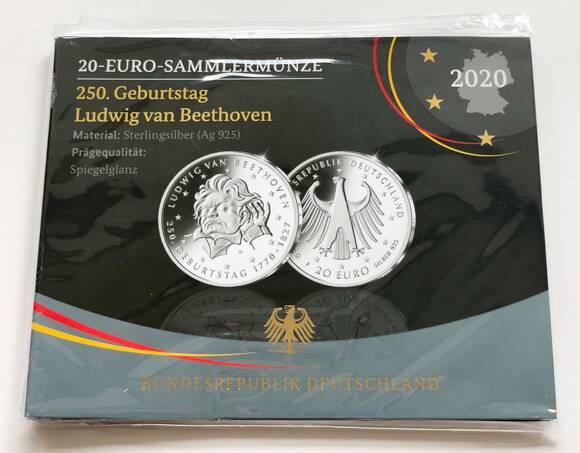 20-EURO-SAMMLERMÜNZE
2020
250. Geburtstag
Ludwig van Beethoven
Material: Sterlingsilber (Ag 925)
Prägequalität:
Spiegelglanz
LUDWIG VAN BEETHOVEN
250. GEBURTSTAG 1770-1827
BUNDESREPUBLIK DEUTSCHLAND
20 EURO
SILBER 925
BUNDESREPUBLIK DEUTSCHLAND